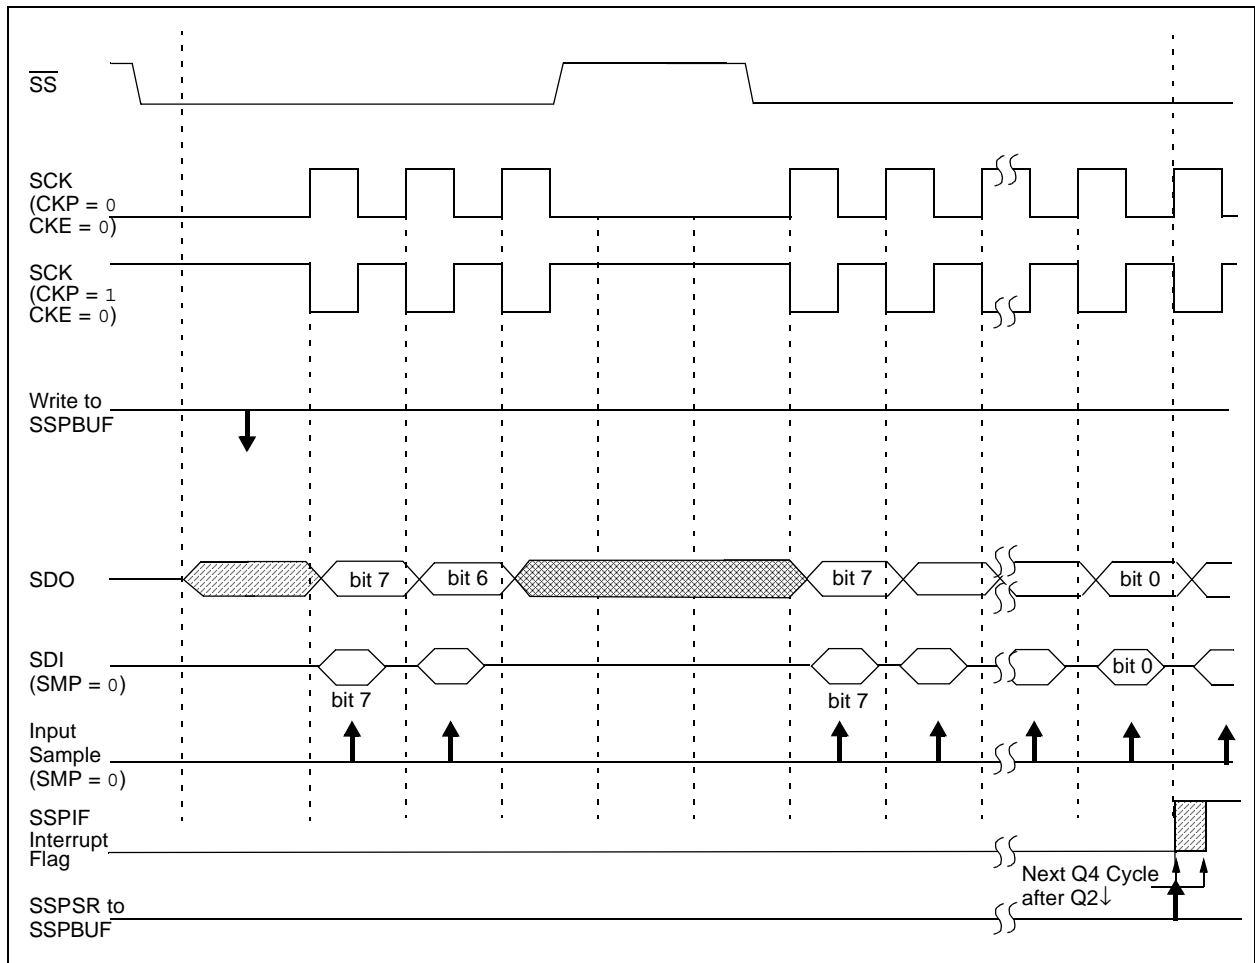 SS
SCK
(CKP = 0
CKE = 0)
SCK
(CKP = 1
CKE = 0)
Write to
SSPBUF
SDO
bit 7
bit 6
bit 7
bit 0
SDI
(SMP = 0)
bit 7
bit 7
bit 0
Input
Sample
(SMP = 0)
SSPIF
Interrupt
Flag
Next Q4 Cycle
after Q2↓
SSPSR to
SSPBUF